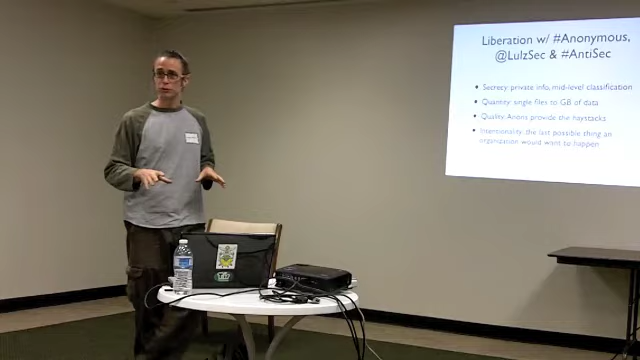 Liberation w/ #Anonymous,
@LulzSec & #AntiSec
• Secrecy: private info, mid-level classification
• Quantity: single files to GB of data
• Quality: Anons provide the haystacks
• Intentionality: the last possible thing an
organization would want to happen